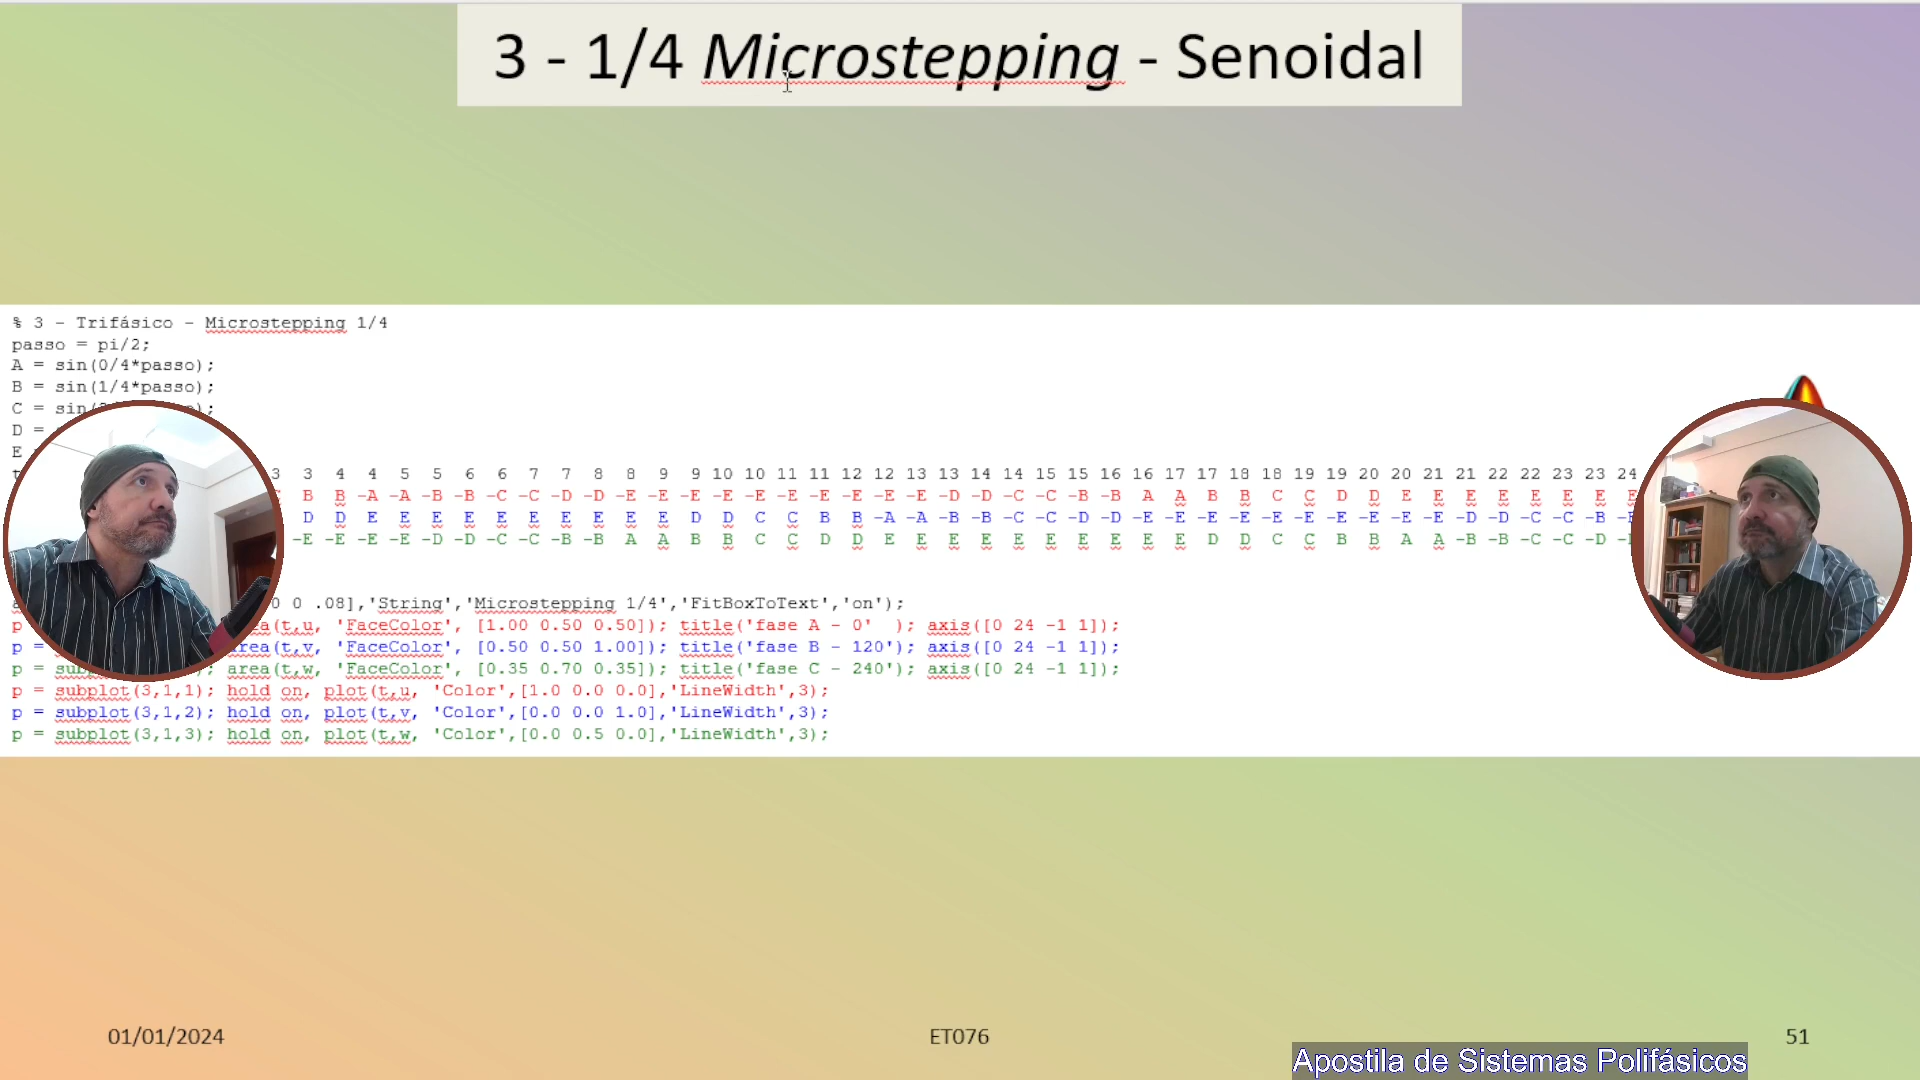 3 - 1/4 Microstepping - Senoidal
% 3 - Trifásico - Microstepping 1/4
passo = pi/2;
A = sin(0/4*passo);
B = sin(1/4*passo);
C = sin(
D =
E
3 3 4 4 5 5 6 6 7 7 8 8 9 9 10 10 11 11 12 12 13 13 14 14 15 15 16 16 17 17 18 18 19 19 20 20 21 21 22 22 23 23 24
B B -A -A -B -B -C -C -D -D -E -E -E -E -E -E -E -E -E -E -D -D -C -C -B -B A A B B C C D D E E E E E E E E
D D E E E E E E E E E E D D C C B B -A -A -B -B -C -C -D -D -E -E -E -E -E -E -E -E -E -E -D -D -C -C -B
-E -E -E -E -D -D -C -C -B -B A A B B C C D D E E E E E E E E E E D D C C B B A A -B -B -C -C -D
0 0 .08],'String','Microstepping 1/4','FitBoxToText','on');
p area(t,u, 'FaceColor', [1.00 0.50 0.50]); title('fase A - 0' ); axis([0 24 -1 1]);
p = area(t,v, 'FaceColor', [0.50 0.50 1.00]); title('fase B - 120'); axis([0 24 -1 1]);
p = sub ); area(t,w, 'FaceColor', [0.35 0.70 0.35]); title('fase C - 240'); axis([0 24 -1 1]);
p = subplot(3,1,1); hold on, plot(t,u, 'Color',[1.0 0.0 0.0],'LineWidth',3);
p = subplot(3,1,2); hold on, plot(t,v, 'Color',[0.0 0.0 1.0],'LineWidth',3);
p = subplot(3,1,3); hold on, plot(t,w, 'Color',[0.0 0.5 0.0],'LineWidth',3);
01/01/2024
ET076
51
Apostila de Sistemas Polifásicos